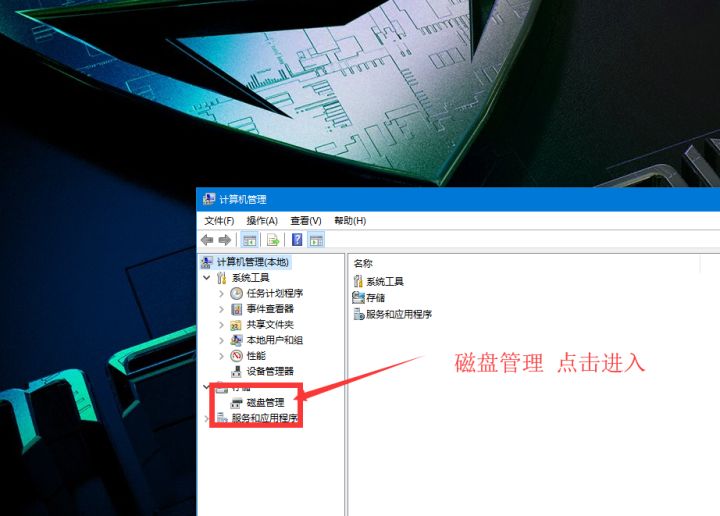 计算机管理
文件(F) 操作(A) 查看(V) 帮助(H)
计算机管理(本地)
系统工具
任务计划程序
事件查看器
共享文件夹
本地用户和组
性能
设备管理器
存储
磁盘管理
服务和应用程序
名称
系统工具
存储
服务和应用程序
磁盘管理 点击进入